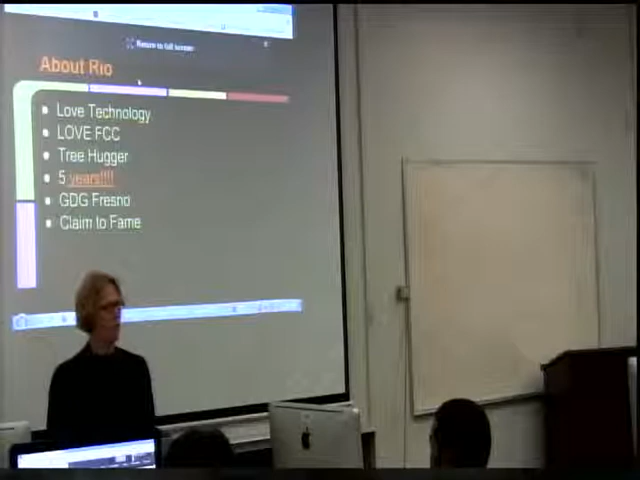 Return to full screen
About Rio
Love Technology
LOVE FCC
Tree Hugger
5 years!!!!
GDG Fresno
Claim to Fame